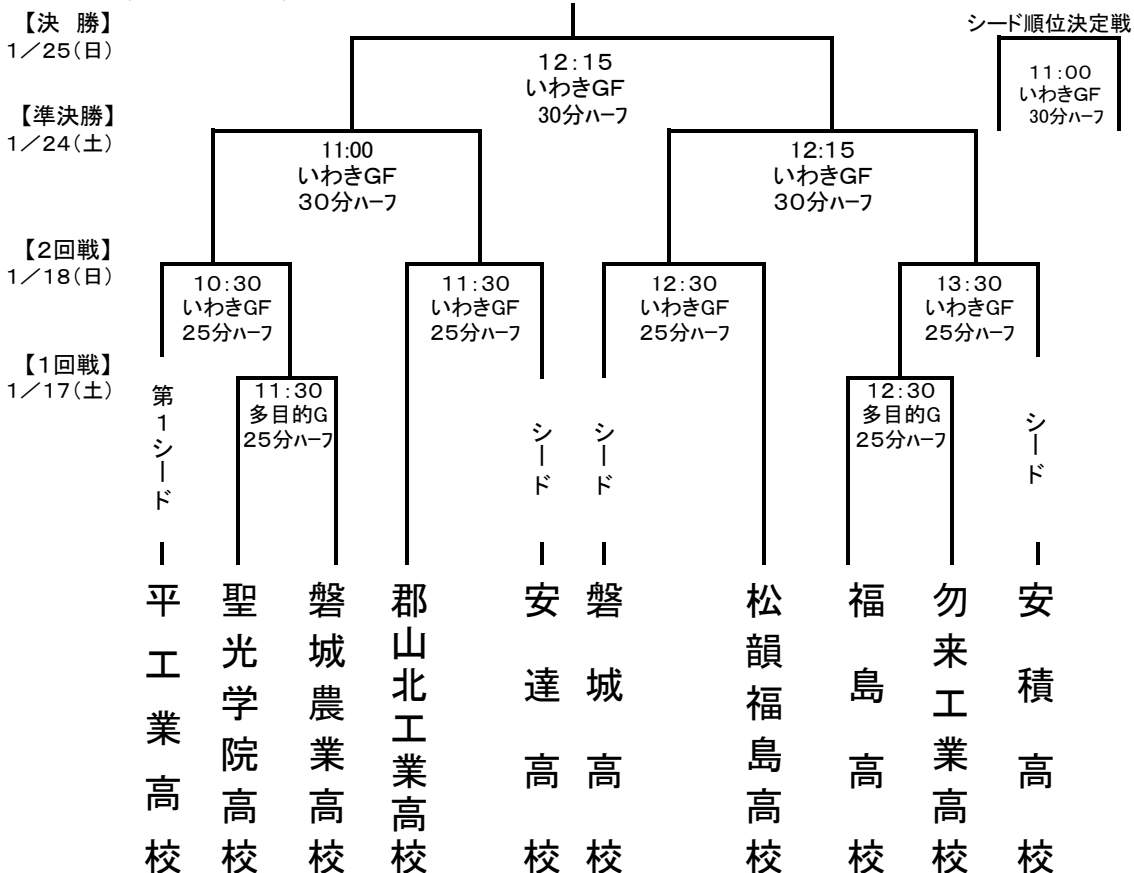 【決 勝】
1／25(日)
シード順位決定戦
12:15
いわきGF
30分ハーフ
11:00
いわきGF
30分ハーフ
【準決勝】
1／24(土)
11:00
いわきGF
30分ハーフ
12:15
いわきGF
30分ハーフ
【2回戦】
1／18(日)
10:30
いわきGF
25分ハーフ
11:30
いわきGF
25分ハーフ
12:30
いわきGF
25分ハーフ
13:30
いわきGF
25分ハーフ
【1回戦】
1／17(土)
第1シード
11:30
多目的G
25分ハーフ
シード
シード
12:30
多目的G
25分ハーフ
シード
平工業高校
聖光学院高校
磐城農業高校
郡山北工業高校
安達高校
磐城高校
松韻福島高校
福島高校
勿来工業高校
安積高校